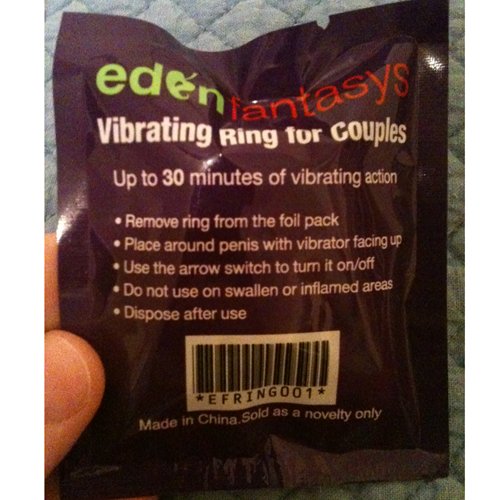 edenfantasys
Vibrating Ring for Couples
Up to 30 minutes of vibrating action
• Remove ring from the foil pack
• Place around penis with vibrator facing up
• Use the arrow switch to turn it on/off
• Do not use on swallen or inflamed areas
• Dispose after use
*EFRING001*
Made in China.Sold as a novelty only